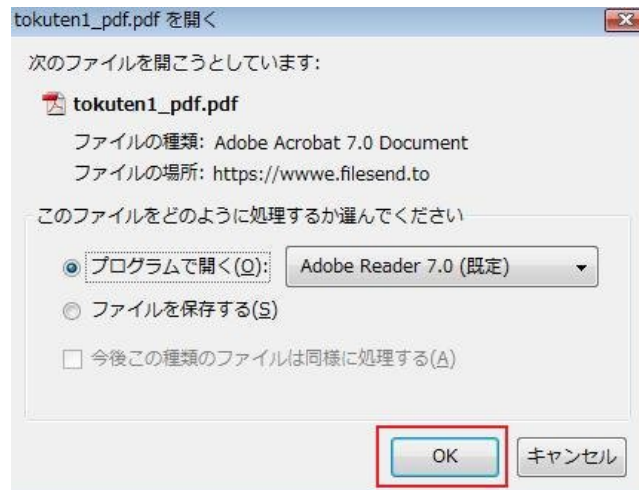 tokuten1_pdf.pdf を開く
次のファイルを開こうとしています:
tokuten1_pdf.pdf
ファイルの種類: Adobe Acrobat 7.0 Document
ファイルの場所: https://wwwe.filesend.to
このファイルをどのように処理するか選んでください
プログラムで開く(O): Adobe Reader 7.0 (既定)
ファイルを保存する(S)
今後この種類のファイルは同様に処理する(A)
OK キャンセル